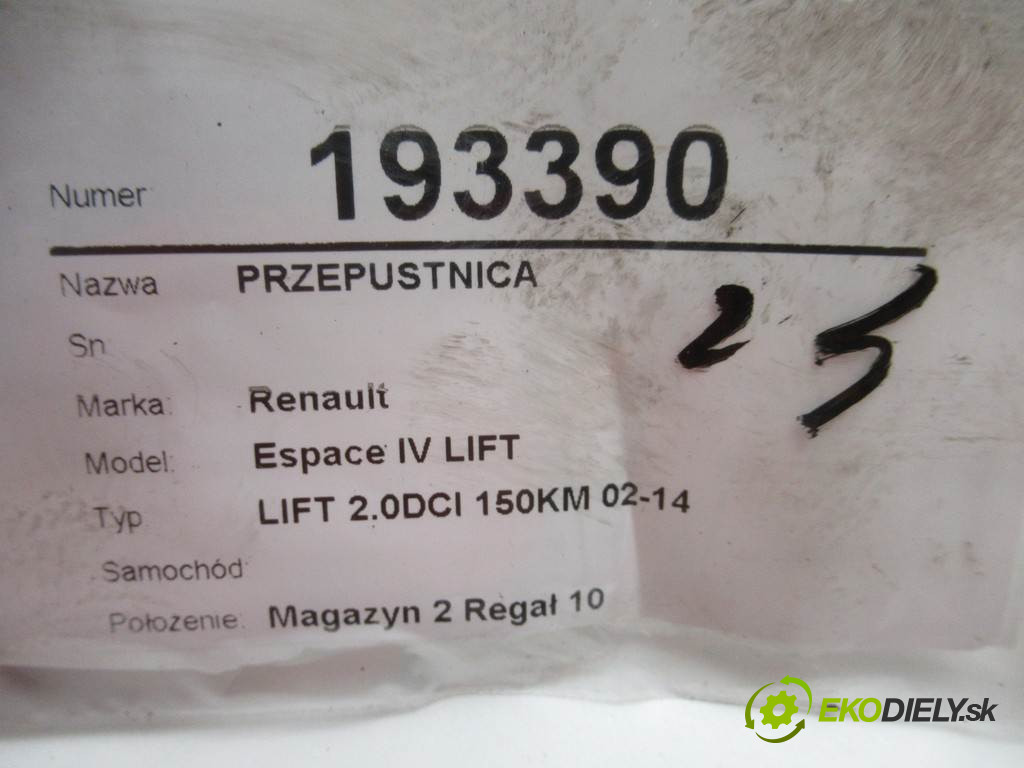 Numer 193390
Nazwa PRZEPUSTNICA
Sn
Marka: Renault
Model: Espace IV LIFT
Typ LIFT 2.0DCI 150KM 02-14
Samochód
Położenie: Magazyn 2 Regał 10
25
EKODIELY.sk